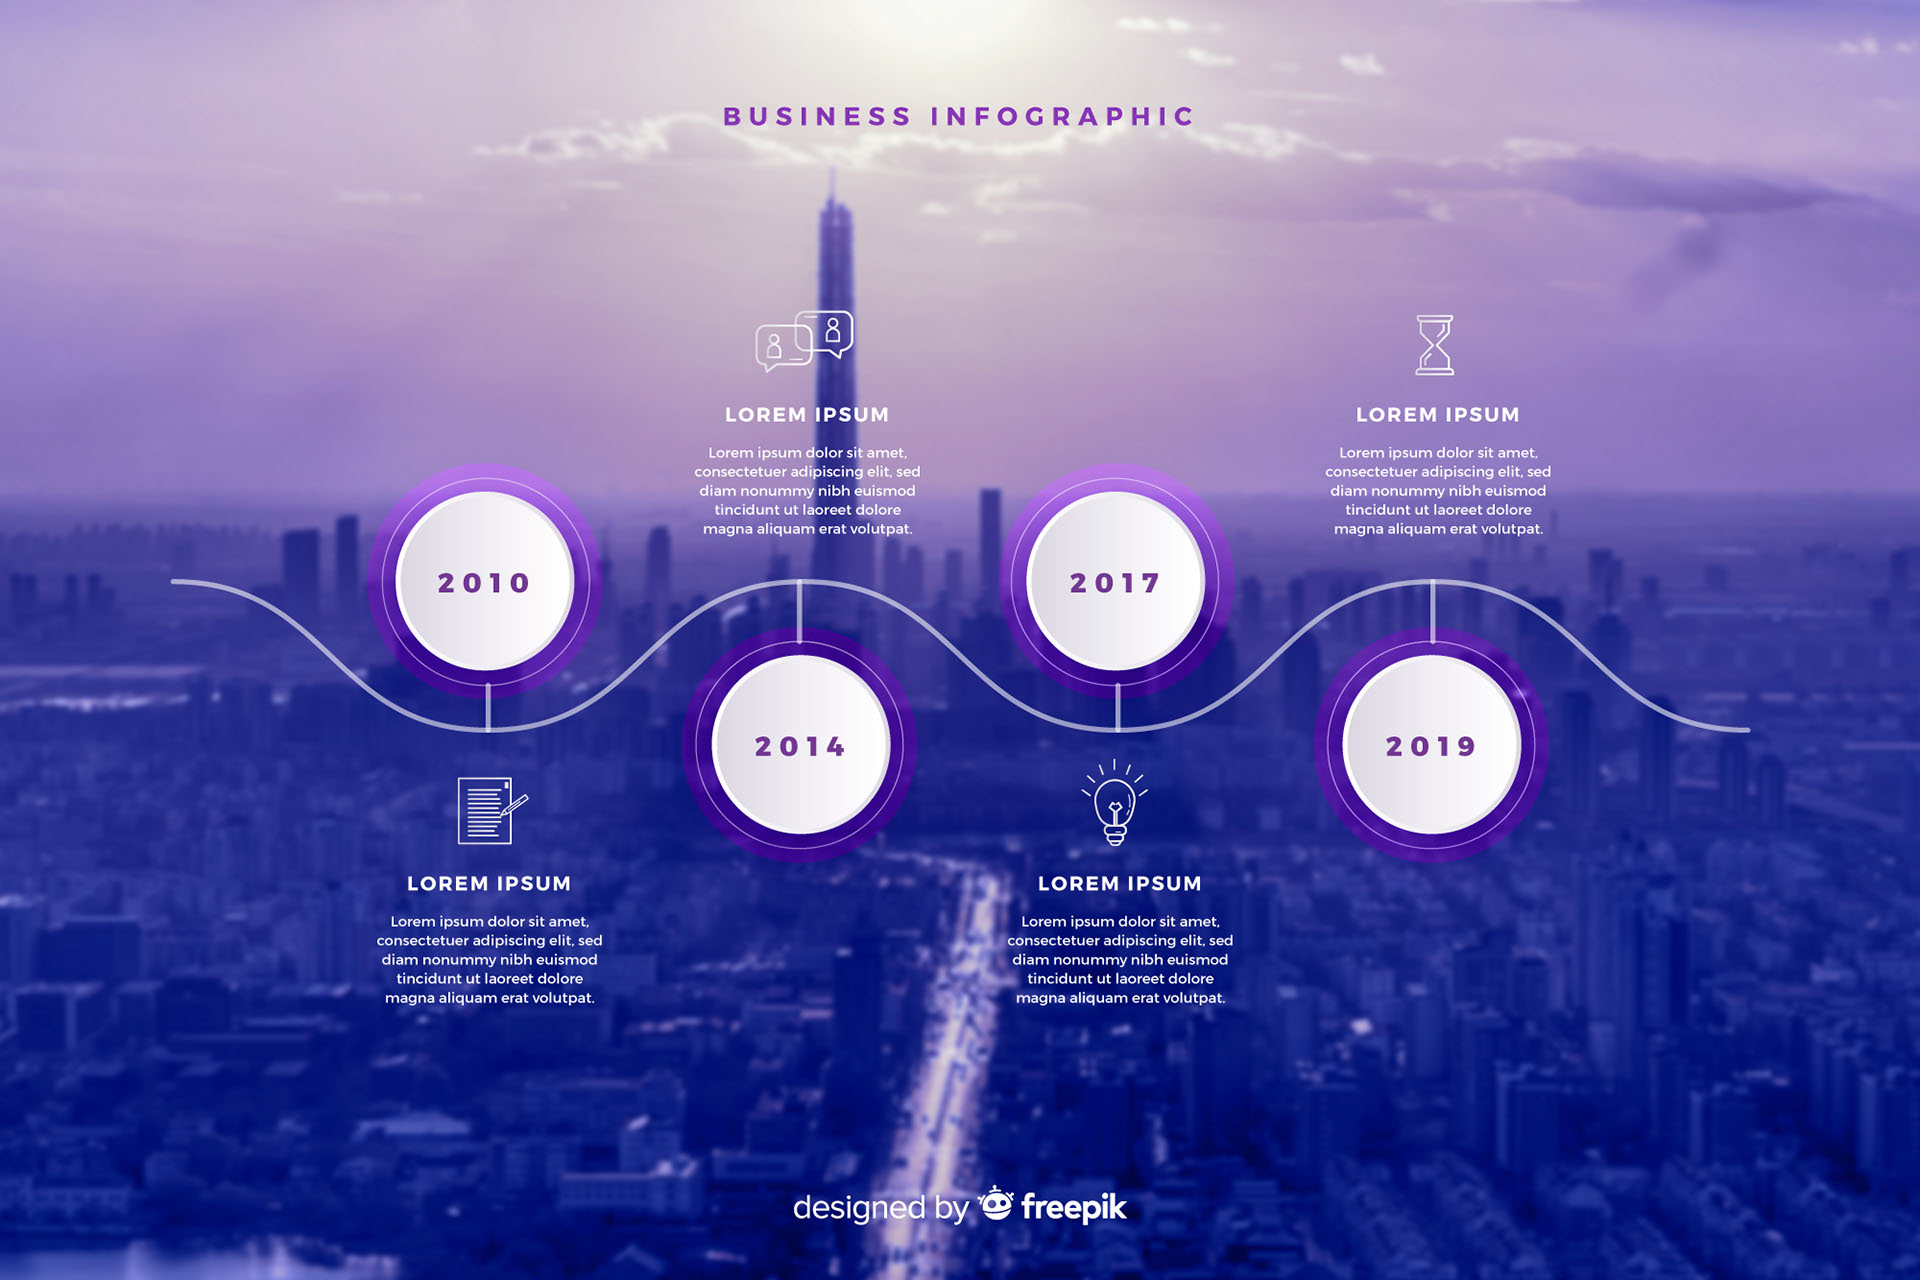 BUSINESS INFOGRAPHIC
2010
LOREM IPSUM
Lorem ipsum dolor sit amet,
consectetuer adipiscing elit, sed
diam nonummy nibh euismod
tincidunt ut laoreet dolore
magna aliquam erat volutpat.
LOREM IPSUM
Lorem ipsum dolor sit amet,
consectetuer adipiscing elit, sed
diam nonummy nibh euismod
tincidunt ut laoreet dolore
magna aliquam erat volutpat.
2014
2017
LOREM IPSUM
Lorem ipsum dolor sit amet,
consectetuer adipiscing elit, sed
diam nonummy nibh euismod
tincidunt ut laoreet dolore
magna aliquam erat volutpat.
LOREM IPSUM
Lorem ipsum dolor sit amet,
consectetuer adipiscing elit, sed
diam nonummy nibh euismod
tincidunt ut laoreet dolore
magna aliquam erat volutpat.
2019
designed by freepik